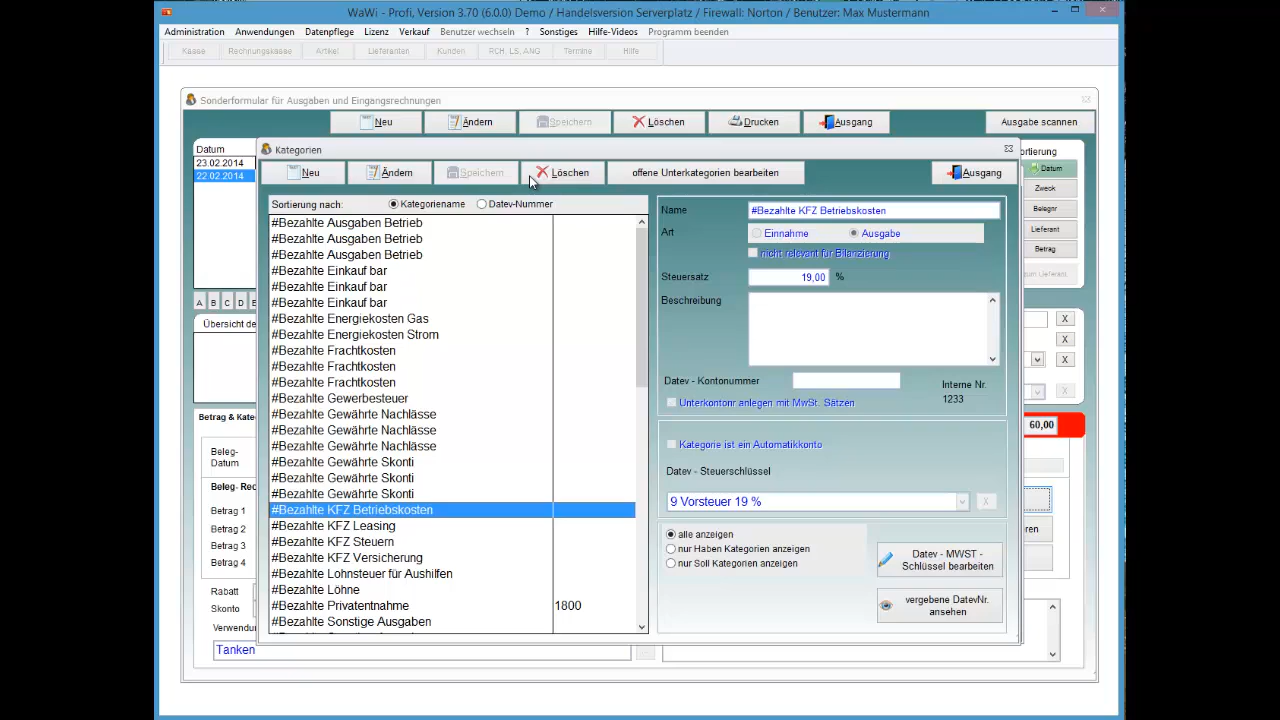 WaWi - Profi, Version 3.70 (6.0.0) Demo / Handelsversion Serverplatz / Firewall: Norton / Benutzer: Max Mustermann
Administration Anwendungen Datenpflege Lizenz Verkauf Benutzer wechseln ? Sonstiges Hilfe-Videos Programm beenden
Kasse Rechnungskasse Artikel Lieferanten Kunden RCH, LS, ANG Termine Hilfe
Sonderformular für Ausgaben und Eingangsrechnungen
Neu Ändern Speichern Löschen Drucken Ausgang Ausgabe scannen
Datum
23.02.2014
22.02.2014
A B C D E
Übersicht de
Betrag & Kate
Beleg-
Datum
Beleg- Rec
Betrag 1
Betrag 2
Betrag 3
Betrag 4
Rabatt
Skonto
Verwendun
Tanken
Kategorien
Neu Ändern Speichern Löschen offene Unterkategorien bearbeiten Ausgang
Sortierung nach: Kategoriename Datev-Nummer
#Bezahlte Ausgaben Betrieb
#Bezahlte Ausgaben Betrieb
#Bezahlte Ausgaben Betrieb
#Bezahlte Einkauf bar
#Bezahlte Einkauf bar
#Bezahlte Einkauf bar
#Bezahlte Energiekosten Gas
#Bezahlte Energiekosten Strom
#Bezahlte Frachtkosten
#Bezahlte Frachtkosten
#Bezahlte Frachtkosten
#Bezahlte Gewerbesteuer
#Bezahlte Gewährte Nachlässe
#Bezahlte Gewährte Nachlässe
#Bezahlte Gewährte Nachlässe
#Bezahlte Gewährte Skonti
#Bezahlte Gewährte Skonti
#Bezahlte Gewährte Skonti
#Bezahlte KFZ Betriebskosten
#Bezahlte KFZ Leasing
#Bezahlte KFZ Steuern
#Bezahlte KFZ Versicherung
#Bezahlte Lohnsteuer für Aushilfen
#Bezahlte Löhne
#Bezahlte Privatentnahme 1800
#Bezahlte Sonstige Ausgaben
Name #Bezahlte KFZ Betriebskosten
Art Einnahme Ausgabe
nicht relevant für Bilanzierung
Steuersatz 19,00 %
Beschreibung
Datev - Kontonummer
Interne Nr.
1233
Unterkontonr anlegen mit MwSt. Sätzen
Kategorie ist ein Automatikkonto
Datev - Steuerschlüssel
9 Vorsteuer 19 %
X
alle anzeigen
nur Haben Kategorien anzeigen
nur Soll Kategorien anzeigen
Datev - MWST -
Schlüssel bearbeiten
vergebene DatevNr.
ansehen
ortierung
Datum
Zweck
Belegnr
Lieferant
Betrag
um Lieferant.
X
X
X
X
60,00
ren